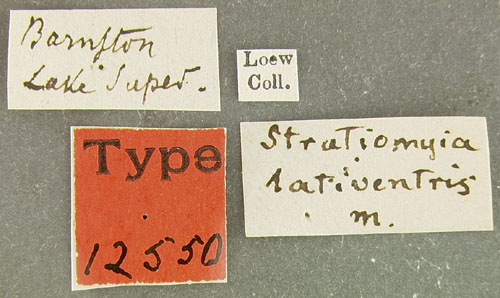 Barnston
Lake Super.
Loew
Coll.
Type
12550
Stratiomyia
lativentris
m.